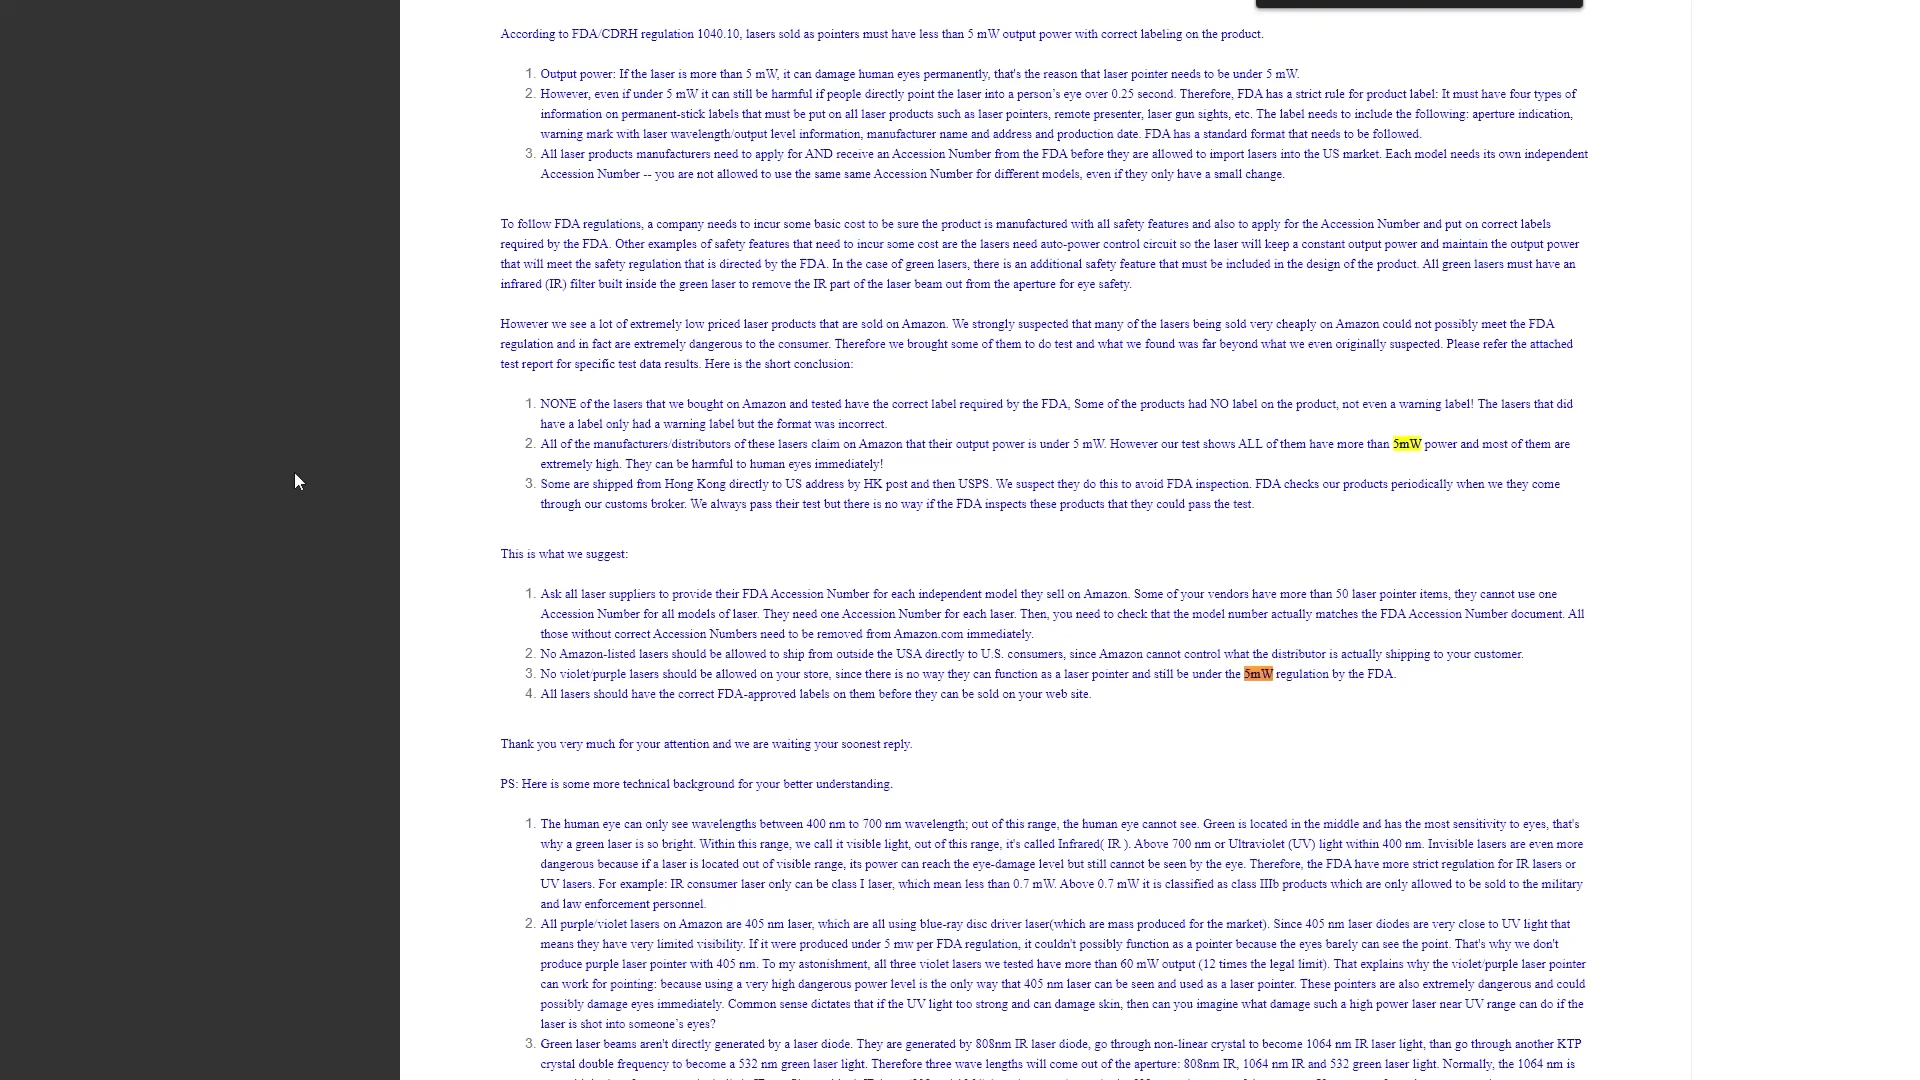 According to FDA/CDRH regulation 1040.10, lasers sold as pointers must have less than 5 mW output power with correct labeling on the product.
1. Output power: If the laser is more than 5 mW, it can damage human eyes permanently, that's the reason that laser pointer needs to be under 5 mW.
2. However, even if under 5 mW it can still be harmful if people directly point the laser into a person’s eye over 0.25 second. Therefore, FDA has a strict rule for product label: It must have four types of
information on permanent-stick labels that must be put on all laser products such as laser pointers, remote presenter, laser gun sights, etc. The label needs to include the following: aperture indication,
warning mark with laser wavelength/output level information, manufacturer name and address and production date. FDA has a standard format that needs to be followed.
3. All laser products manufacturers need to apply for AND receive an Accession Number from the FDA before they are allowed to import lasers into the US market. Each model needs its own independent
Accession Number -- you are not allowed to use the same same Accession Number for different models, even if they only have a small change.
To follow FDA regulations, a company needs to incur some basic cost to be sure the product is manufactured with all safety features and also to apply for the Accession Number and put on correct labels
required by the FDA. Other examples of safety features that need to incur some cost are the lasers need auto-power control circuit so the laser will keep a constant output power and maintain the output power
that will meet the safety regulation that is directed by the FDA. In the case of green lasers, there is an additional safety feature that must be included in the design of the product. All green lasers must have an
infrared (IR) filter built inside the green laser to remove the IR part of the laser beam out from the aperture for eye safety.
However we see a lot of extremely low priced laser products that are sold on Amazon. We strongly suspected that many of the lasers being sold very cheaply on Amazon could not possibly meet the FDA
regulation and in fact are extremely dangerous to the consumer. Therefore we brought some of them to do test and what we found was far beyond what we even originally suspected. Please refer the attached
test report for specific test data results. Here is the short conclusion:
1. NONE of the lasers that we bought on Amazon and tested have the correct label required by the FDA, Some of the products had NO label on the product, not even a warning label! The lasers that did
have a label only had a warning label but the format was incorrect.
2. All of the manufacturers/distributors of these lasers claim on Amazon that their output power is under 5 mW. However our test shows ALL of them have more than 5mW power and most of them are
extremely high. They can be harmful to human eyes immediately!
3. Some are shipped from Hong Kong directly to US address by HK post and then USPS. We suspect they do this to avoid FDA inspection. FDA checks our products periodically when we they come
through our customs broker. We always pass their test but there is no way if the FDA inspects these products that they could pass the test.
This is what we suggest:
1. Ask all laser suppliers to provide their FDA Accession Number for each independent model they sell on Amazon. Some of your vendors have more than 50 laser pointer items, they cannot use one
Accession Number for all models of laser. They need one Accession Number for each laser. Then, you need to check that the model number actually matches the FDA Accession Number document. All
those without correct Accession Numbers need to be removed from Amazon.com immediately.
2. No Amazon-listed lasers should be allowed to ship from outside the USA directly to U.S. consumers, since Amazon cannot control what the distributor is actually shipping to your customer.
3. No violet/purple lasers should be allowed on your store, since there is no way they can function as a laser pointer and still be under the 5mW regulation by the FDA.
4. All lasers should have the correct FDA-approved labels on them before they can be sold on your web site.
Thank you very much for your attention and we are waiting your soonest reply.
PS: Here is some more technical background for your better understanding.
1. The human eye can only see wavelengths between 400 nm to 700 nm wavelength; out of this range, the human eye cannot see. Green is located in the middle and has the most sensitivity to eyes, that's
why a green laser is so bright. Within this range, we call it visible light, out of this range, it's called Infrared( IR ). Above 700 nm or Ultraviolet (UV) light within 400 nm. Invisible lasers are even more
dangerous because if a laser is located out of visible range, its power can reach the eye-damage level but still cannot be seen by the eye. Therefore, the FDA have more strict regulation for IR lasers or
UV lasers. For example: IR consumer laser only can be class I laser, which mean less than 0.7 mW. Above 0.7 mW it is classified as class IIIb products which are only allowed to be sold to the military
and law enforcement personnel.
2. All purple/violet lasers on Amazon are 405 nm laser, which are all using blue-ray disc driver laser(which are mass produced for the market). Since 405 nm laser diodes are very close to UV light that
means they have very limited visibility. If it were produced under 5 mw per FDA regulation, it couldn't possibly function as a pointer because the eyes barely can see the point. That's why we don't
produce purple laser pointer with 405 nm. To my astonishment, all three violet lasers we tested have more than 60 mW output (12 times the legal limit). That explains why the violet/purple laser pointer
can work for pointing: because using a very high dangerous power level is the only way that 405 nm laser can be seen and used as a laser pointer. These pointers are also extremely dangerous and could
possibly damage eyes immediately. Common sense dictates that if the UV light too strong and can damage skin, then can you imagine what damage such a high power laser near UV range can do if the
laser is shot into someone’s eyes?
3. Green laser beams aren't directly generated by a laser diode. They are generated by 808nm IR laser diode, go through non-linear crystal to become 1064 nm IR laser light, than go through another KTP
crystal double frequency to become a 532 nm green laser light. Therefore three wave lengths will come out of the aperture: 808nm IR, 1064 nm IR and 532 green laser light. Normally, the 1064 nm is